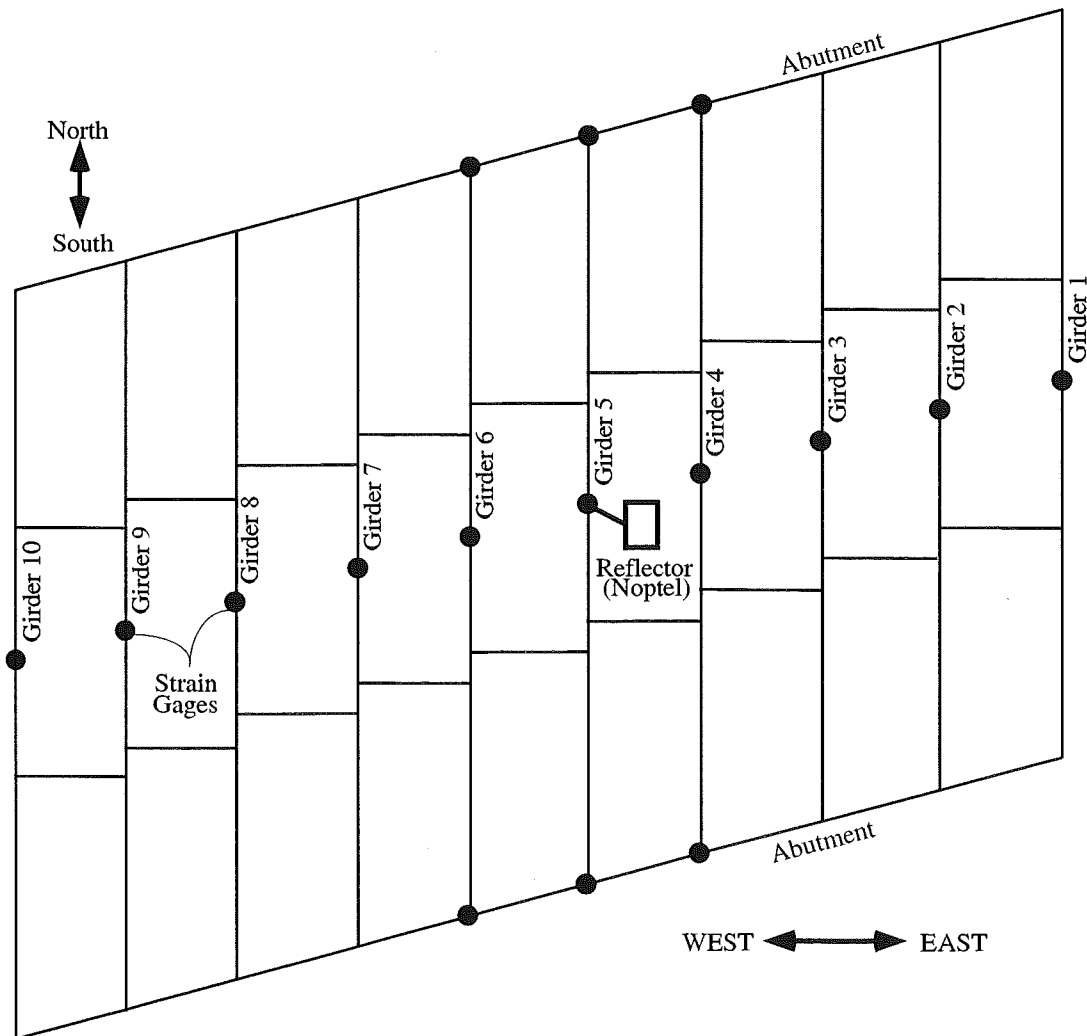 Abutment
North
South
Girder 1
Girder 2
Girder 3
Girder 4
Girder 5
Girder 6
Girder 7
Girder 8
Girder 9
Girder 10
Reflector
(Noptel)
Strain
Gages
Abutment
WEST
EAST